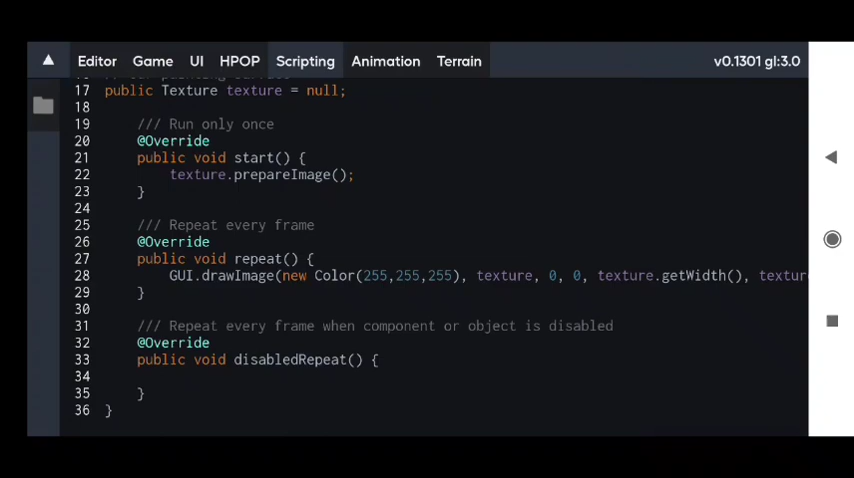 ▲ Editor Game UI HPOP Scripting Animation Terrain v0.1301 gl:3.0
17 public Texture texture = null;
18
19 /// Run only once
20 @Override
21 public void start() {
22 texture.prepareImage();
23 }
24
25 /// Repeat every frame
26 @Override
27 public void repeat() {
28 GUI.drawImage(new Color(255,255,255), texture, 0, 0, texture.getWidth(), textur
29 }
30
31 /// Repeat every frame when component or object is disabled
32 @Override
33 public void disabledRepeat() {
34
35 }
36 }